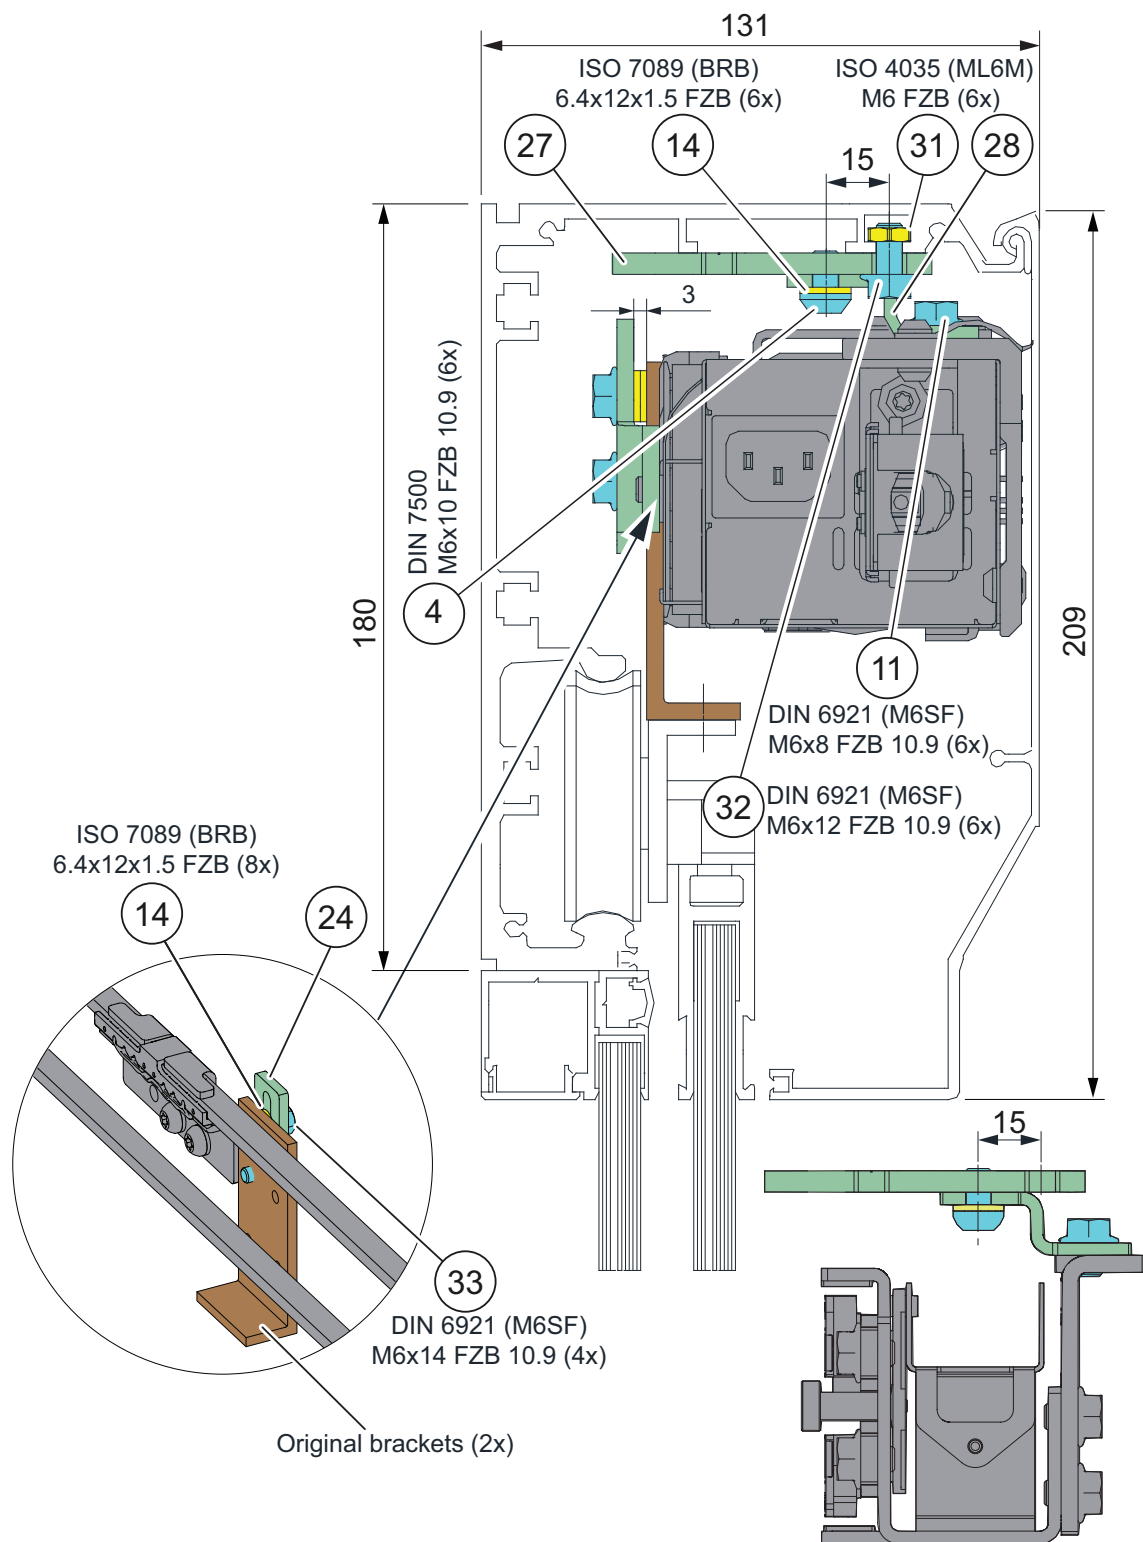 131
ISO 7089 (BRB)
6.4x12x1.5 FZB (6x)
ISO 4035 (ML6M)
M6 FZB (6x)
27
14
15
31
28
3
180
209
DIN 7500
M6x10 FZB 10.9 (6x)
4
11
DIN 6921 (M6SF)
M6x8 FZB 10.9 (6x)
32
DIN 6921 (M6SF)
M6x12 FZB 10.9 (6x)
ISO 7089 (BRB)
6.4x12x1.5 FZB (8x)
14
24
33
DIN 6921 (M6SF)
M6x14 FZB 10.9 (4x)
Original brackets (2x)
15